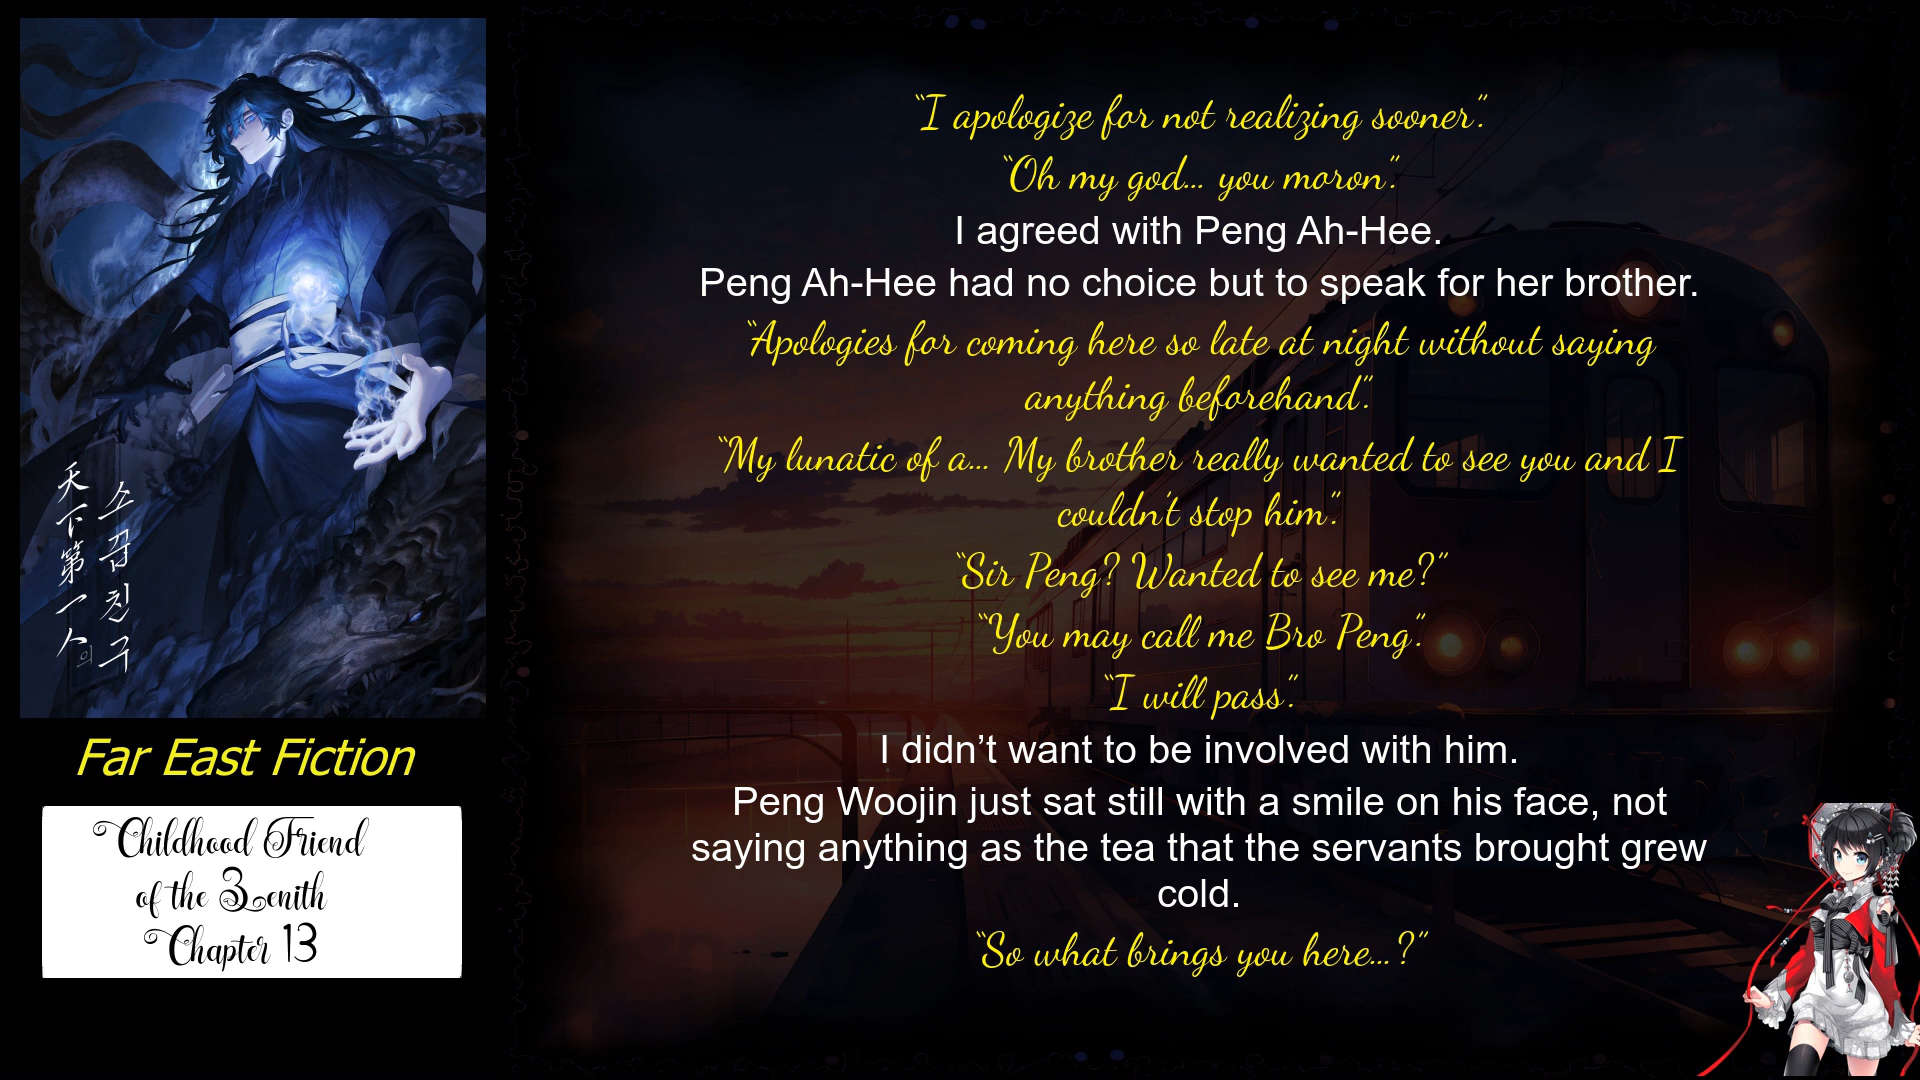 天下第一人의
소꿉친구
Far East Fiction
Childhood Friend
of the Zenith
Chapter 13
“I apologize for not realizing sooner.”
“Oh my god... you moron.”
I agreed with Peng Ah-Hee.
Peng Ah-Hee had no choice but to speak for her brother.
“Apologies for coming here so late at night without saying
anything beforehand.”
“My lunatic of a... My brother really wanted to see you and I
couldn’t stop him.”
“Sir Peng? Wanted to see me?”
“You may call me Bro Peng.”
“I will pass.”
I didn’t want to be involved with him.
Peng Woojin just sat still with a smile on his face, not
saying anything as the tea that the servants brought grew
cold.
“So what brings you here...?”